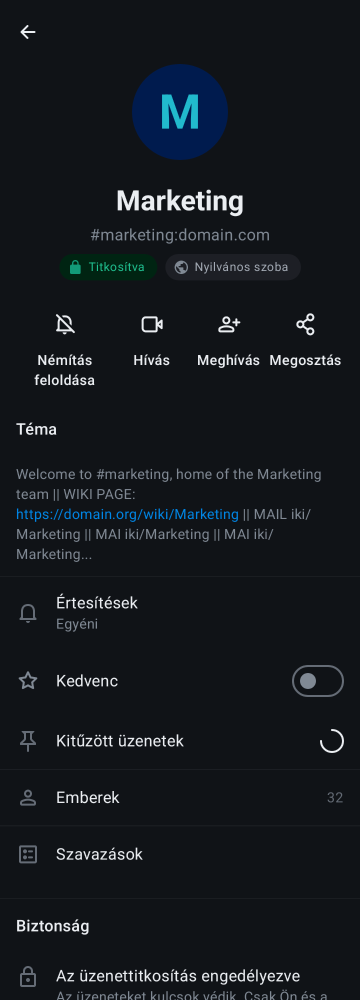 M
Marketing
#marketing:domain.com
Titkosítva
Nyilvános szoba
Némítás
feloldása
Hívás
Meghívás
Megosztás
Téma
Welcome to #marketing, home of the Marketing
team || WIKI PAGE:
https://domain.org/wiki/Marketing || MAIL iki/
Marketing || MAI iki/Marketing || MAI iki/
Marketing...
Értesítések
Egyéni
Kedvenc
Kitűzött üzenetek
Emberek
32
Szavazások
Biztonság
Az üzenettitkosítás engedélyezve
Az üzeneteket kulcsok védik. Csak Ön és a